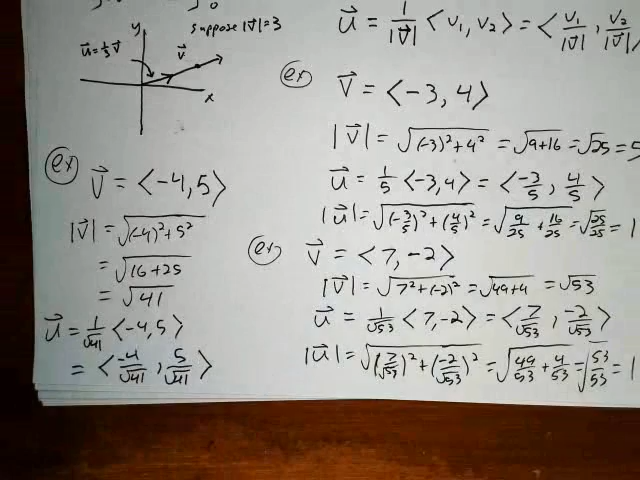 suppose |v⃗|=3
y
u⃗=⅓v⃗
v⃗
x
ex
v⃗ = ⟨-4,5⟩
|v⃗| = √((-4)²+5²)
= √(16+25)
= √41
u⃗ = 1/√41 ⟨-4,5⟩
= ⟨-4/√41, 5/√41⟩
u⃗ = 1/|v⃗| ⟨v₁, v₂⟩ = ⟨v₁/|v⃗|, v₂/|v⃗|
ex
v⃗ = ⟨-3, 4⟩
|v⃗| = √((-3)²+4²) = √(9+16) = √25 = 5
u⃗ = 1/5 ⟨-3,4⟩ = ⟨-3/5, 4/5⟩
|u⃗| = √((-3/5)²+(4/5)²) = √(9/25 + 16/25) = √(25/25) = 1
ex
v⃗ = ⟨7, -2⟩
|v⃗| = √(7²+(-2)²) = √(49+4) = √53
u⃗ = 1/√53 ⟨7,-2⟩ = ⟨7/√53, -2/√53⟩
|u⃗| = √((7/√53)²+(-2/√53)²) = √(49/53 + 4/53) = √(53/53) = 1